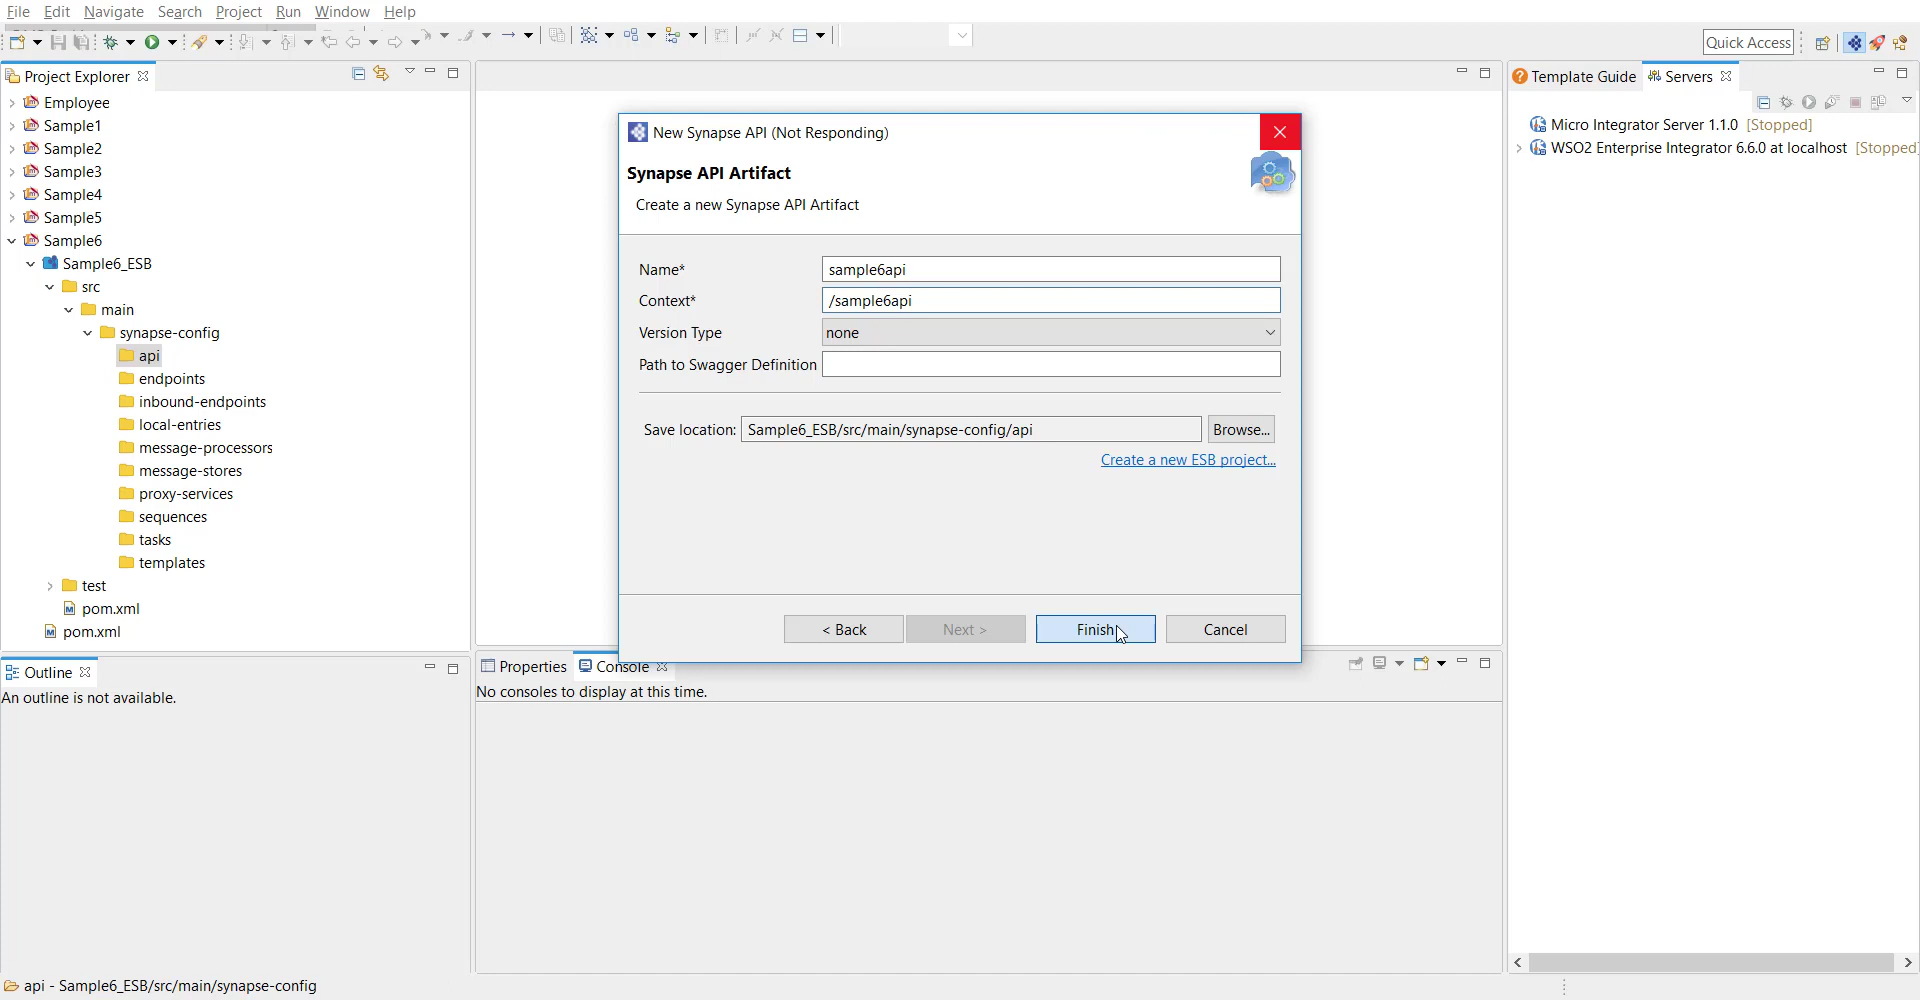 File Edit Navigate Search Project Run Window Help
Quick Access
Project Explorer
Employee
Sample1
Sample2
Sample3
Sample4
Sample5
Sample6
Sample6_ESB
src
main
synapse-config
api
endpoints
inbound-endpoints
local-entries
message-processors
message-stores
proxy-services
sequences
tasks
templates
test
pom.xml
pom.xml
Outline
An outline is not available.
New Synapse API (Not Responding)
Synapse API Artifact
Create a new Synapse API Artifact
Name* sample6api
Context* /sample6api
Version Type none
Path to Swagger Definition
Save location: Sample6_ESB/src/main/synapse-config/api Browse...
Create a new ESB project...
< Back Next > Finish Cancel
Properties Console
No consoles to display at this time.
Template Guide Servers
Micro Integrator Server 1.1.0 [Stopped]
WSO2 Enterprise Integrator 6.6.0 at localhost [Stopped]
api - Sample6_ESB/src/main/synapse-config